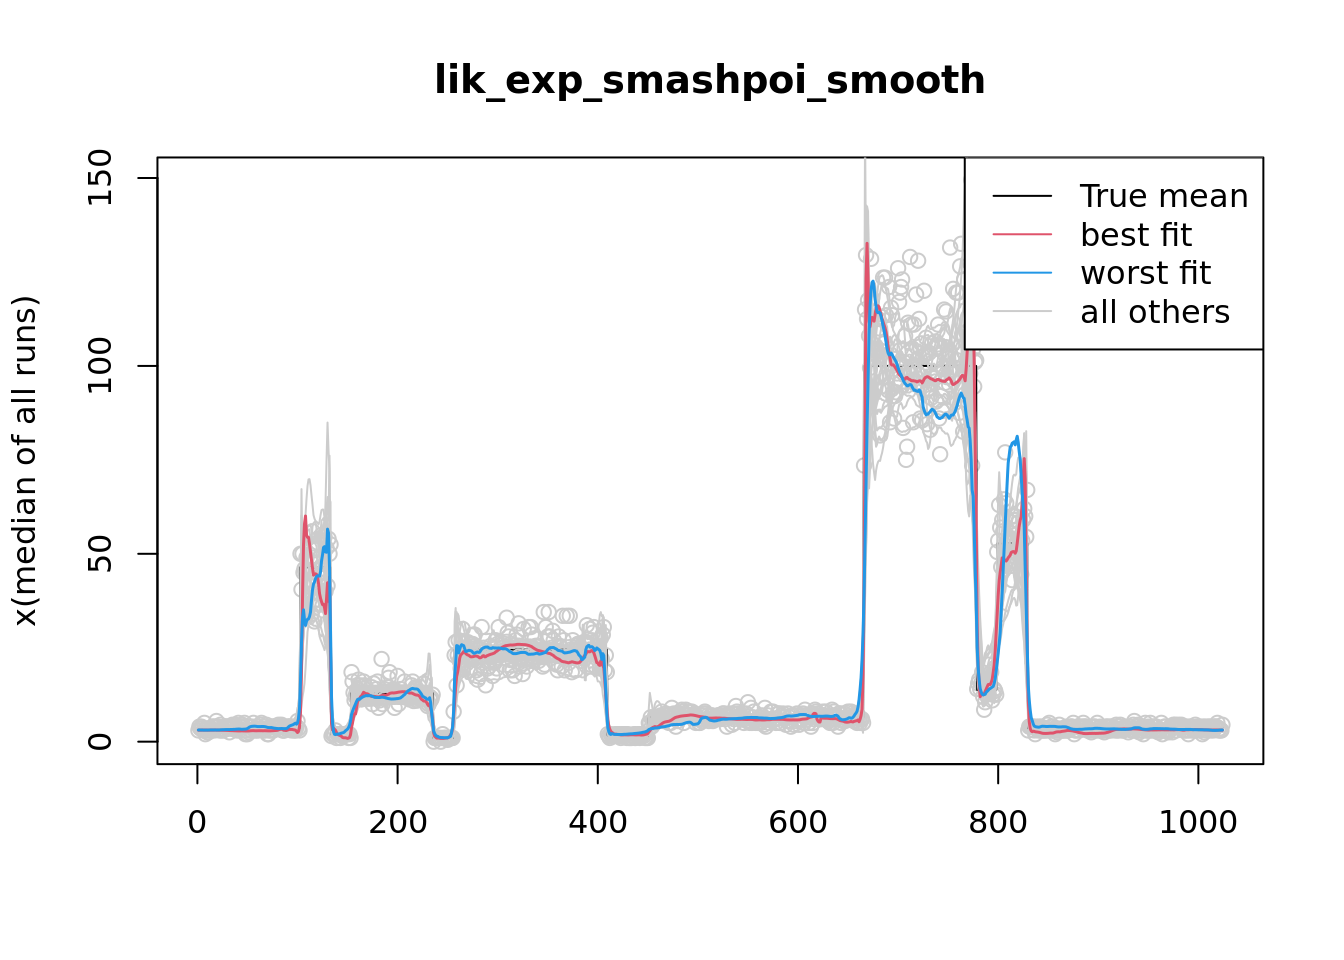 lik_exp_smashpoi_smooth
x(median of all runs)
150
100
50
0
True mean
best fit
worst fit
all others
0 200 400 600 800 1000